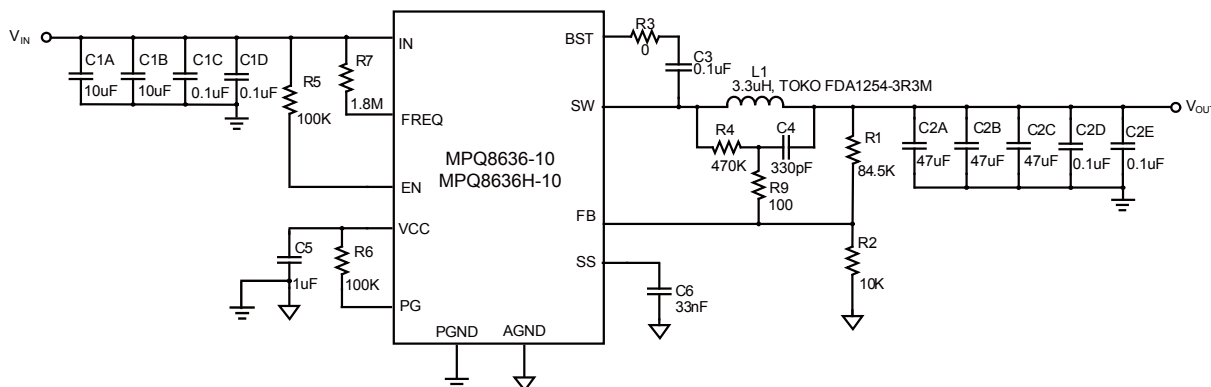 V_IN
C1A
10uF
C1B
10uF
C1C
0.1uF
C1D
0.1uF
R5
100K
R7
1.8M
IN
FREQ
EN
VCC
PG
PGND
AGND
MPQ8636-10
MPQ8636H-10
BST
SW
FB
SS
R3
0
C3
0.1uF
L1
3.3uH, TOKO FDA1254-3R3M
R4
470K
C4
330pF
R9
100
R1
84.5K
R2
10K
C2A
47uF
C2B
47uF
C2C
47uF
C2D
0.1uF
C2E
0.1uF
V_OUT
C5
1uF
R6
100K
C6
33nF